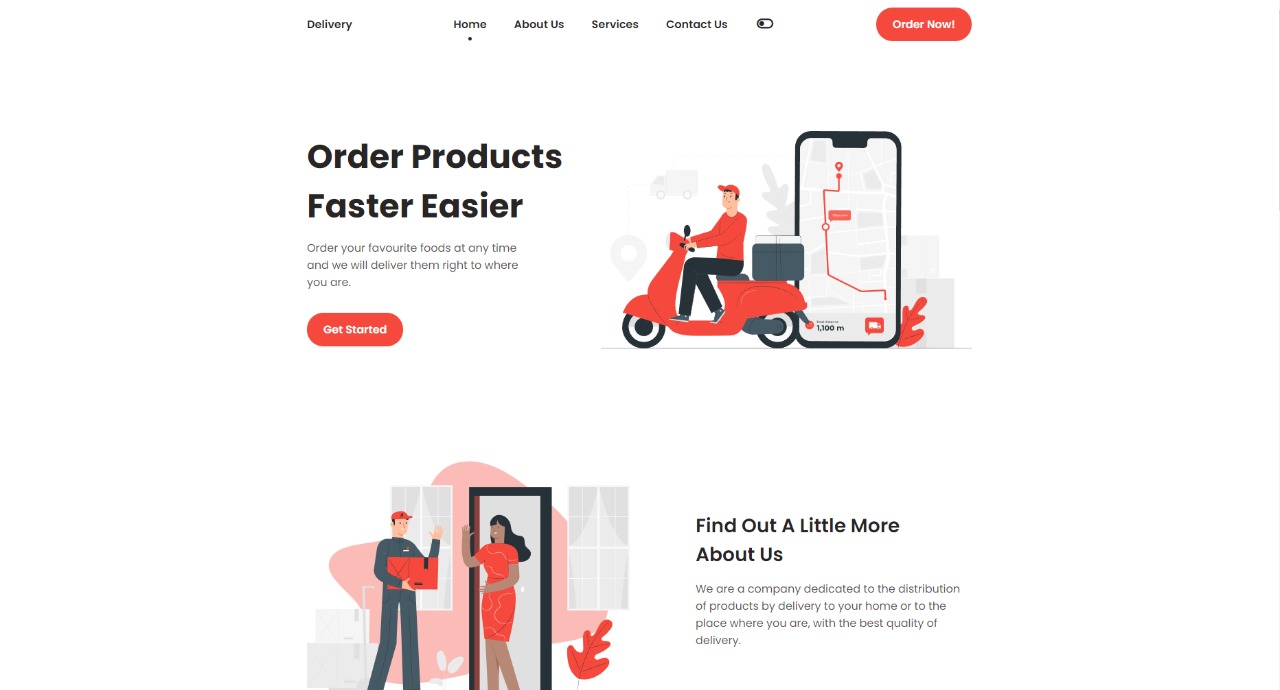 Delivery
Home
About Us
Services
Contact Us
Order Now!
Order Products
Faster Easier
Order your favourite foods at any time
and we will deliver them right to where
you are.
Get Started
1,100 m
Find Out A Little More
About Us
We are a company dedicated to the distribution
of products by delivery to your home or to the
place where you are, with the best quality of
delivery.